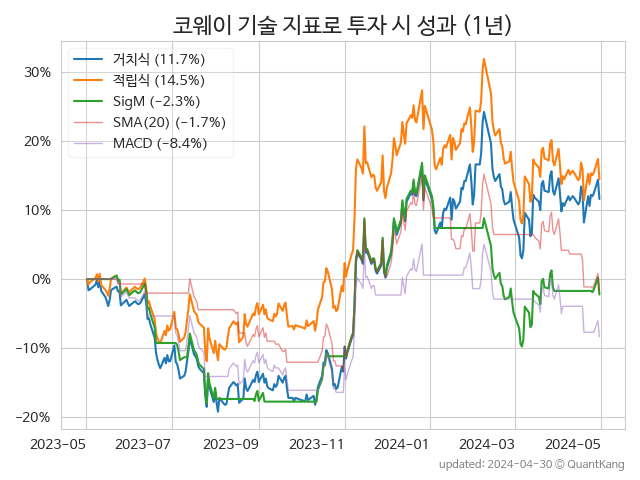 코웨이 기술 지표로 투자 시 성과 (1년)
거치식 (11.7%)
적립식 (14.5%)
SigM (−2.3%)
SMA(20) (−1.7%)
MACD (−8.4%)
30%
20%
10%
0%
−10%
−20%
2023-05 2023-07 2023-09 2023-11 2024-01 2024-03 2024-05
updated: 2024-04-30 © QuantKang